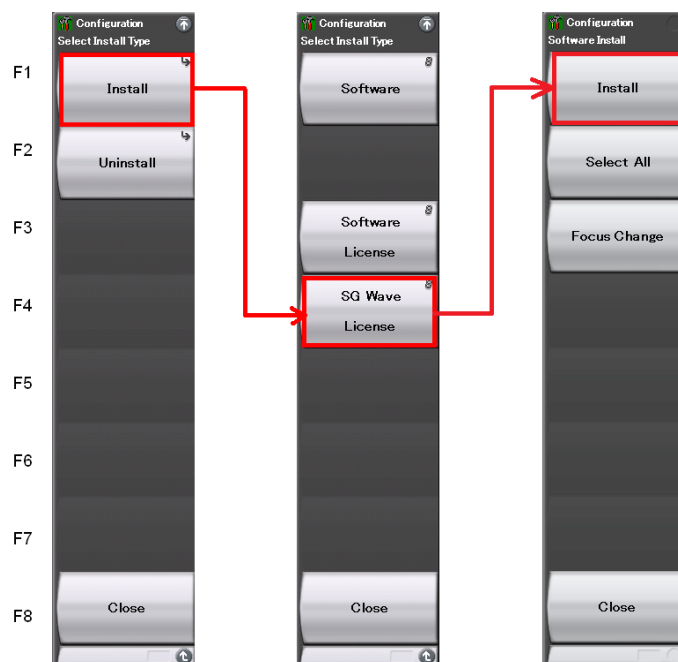 Configuration
Select Install Type
Configuration
Select Install Type
Configuration
Software Install
F1
Install
Software
Install
F2
Uninstall
Select All
F3
Software
License
Focus Change
F4
SG Wave
License
F5
F6
F7
F8
Close
Close
Close